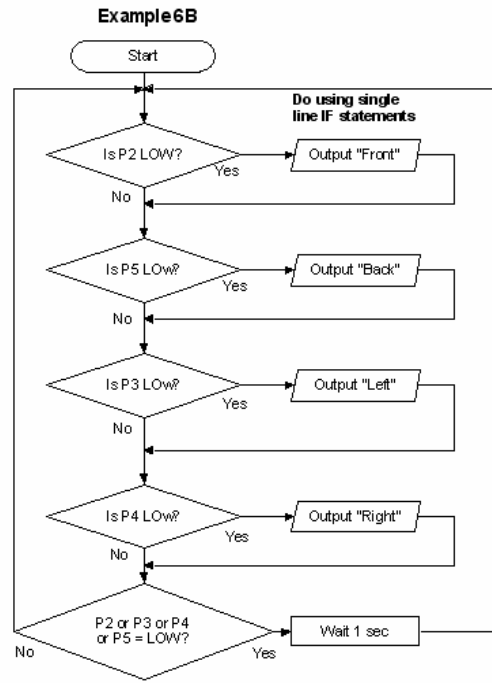 Example6B
Start
Do using single
line IF statements
Is P2 LOW?
Yes
Output "Front"
No
Is P5 LOw?
Yes
Output "Back"
No
Is P3 LOw?
Yes
Output "Left"
No
Is P4 LOw?
Yes
Output "Right"
No
P2 or P3 or P4
or P5 = LOW?
No
Yes
Wait 1 sec